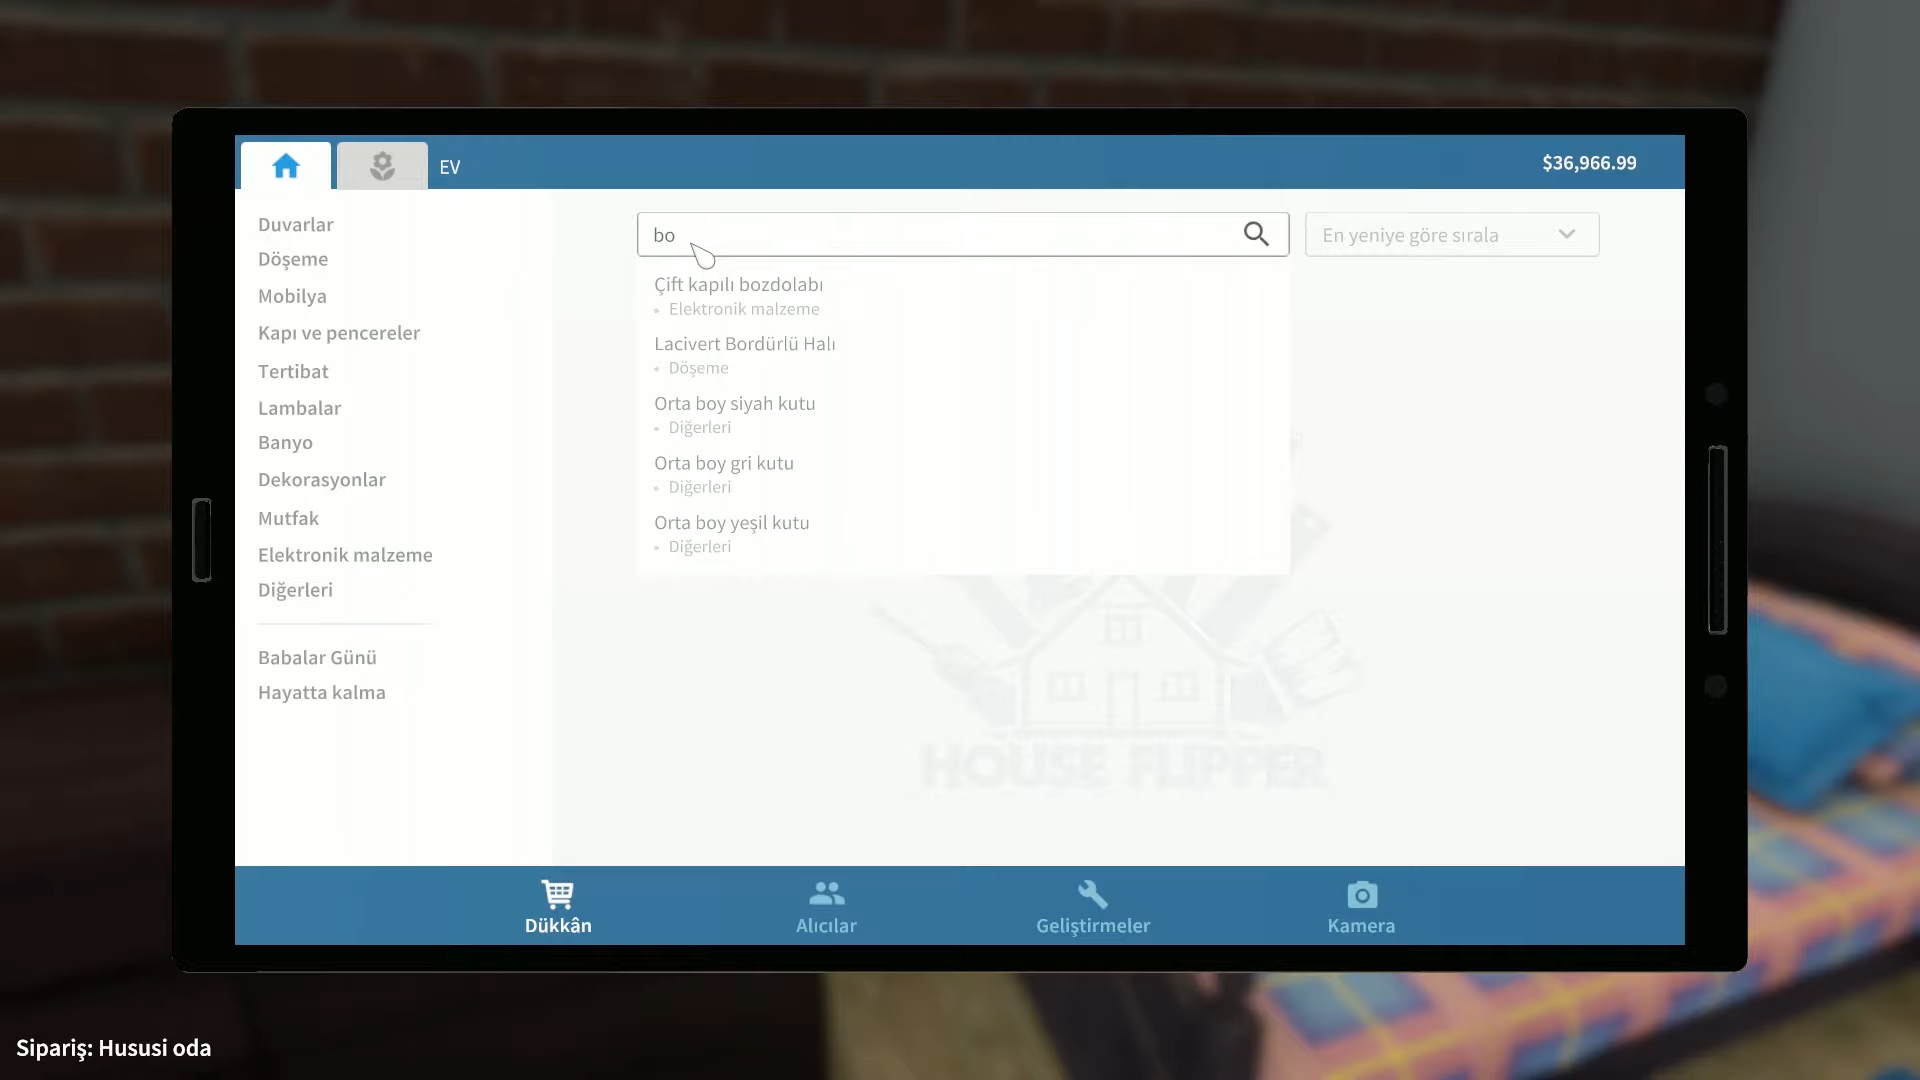 EV
$36,966.99
Duvarlar
Döşeme
Mobilya
Kapı ve pencereler
Tertibat
Lambalar
Banyo
Dekorasyonlar
Mutfak
Elektronik malzeme
Diğerleri
Babalar Günü
Hayatta kalma
bo
En yeniye göre sırala
Çift kapılı bozdolabı
• Elektronik malzeme
Lacivert Bordürlü Halı
• Döşeme
Orta boy siyah kutu
• Diğerleri
Orta boy gri kutu
• Diğerleri
Orta boy yeşil kutu
• Diğerleri
HOUSE FLIPPER
Dükkân
Alıcılar
Geliştirmeler
Kamera
Sipariş: Hususi oda